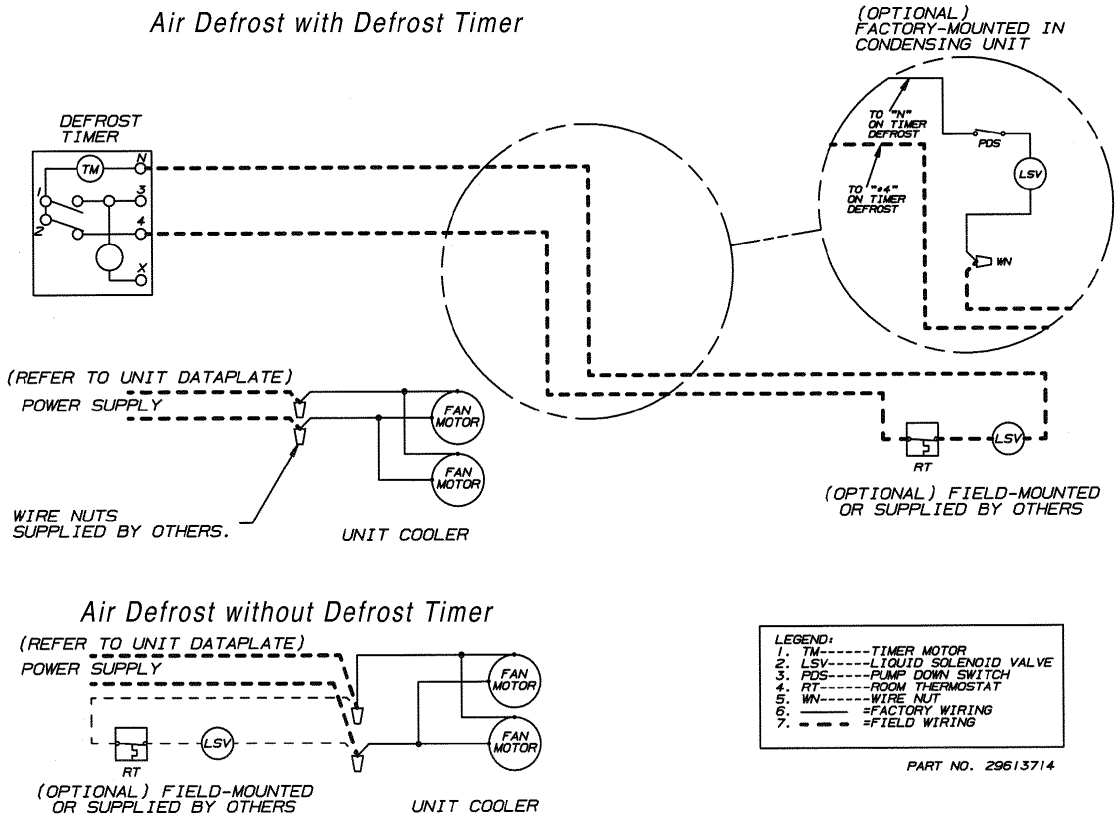 Air Defrost with Defrost Timer
(OPTIONAL)
FACTORY-MOUNTED IN
CONDENSING UNIT
DEFROST
TIMER
TM
N
1
3
2
4
X
TO "N"
ON TIMER
DEFROST
PDS
LSV
TO "#4"
ON TIMER
DEFROST
WN
(REFER TO UNIT DATAPLATE)
POWER SUPPLY
FAN
MOTOR
FAN
MOTOR
WIRE NUTS
SUPPLIED BY OTHERS.
UNIT COOLER
LSV
RT
(OPTIONAL) FIELD-MOUNTED
OR SUPPLIED BY OTHERS
Air Defrost without Defrost Timer
(REFER TO UNIT DATAPLATE)
POWER SUPPLY
FAN
MOTOR
FAN
MOTOR
LSV
RT
(OPTIONAL) FIELD-MOUNTED
OR SUPPLIED BY OTHERS
UNIT COOLER
LEGEND:
1. TM------TIMER MOTOR
2. LSV------LIQUID SOLENOID VALVE
3. PDS------PUMP DOWN SWITCH
4. RT-------ROOM THERMOSTAT
5. WN------WIRE NUT
6. =FACTORY WIRING
7. =FIELD WIRING
PART NO. 29613714